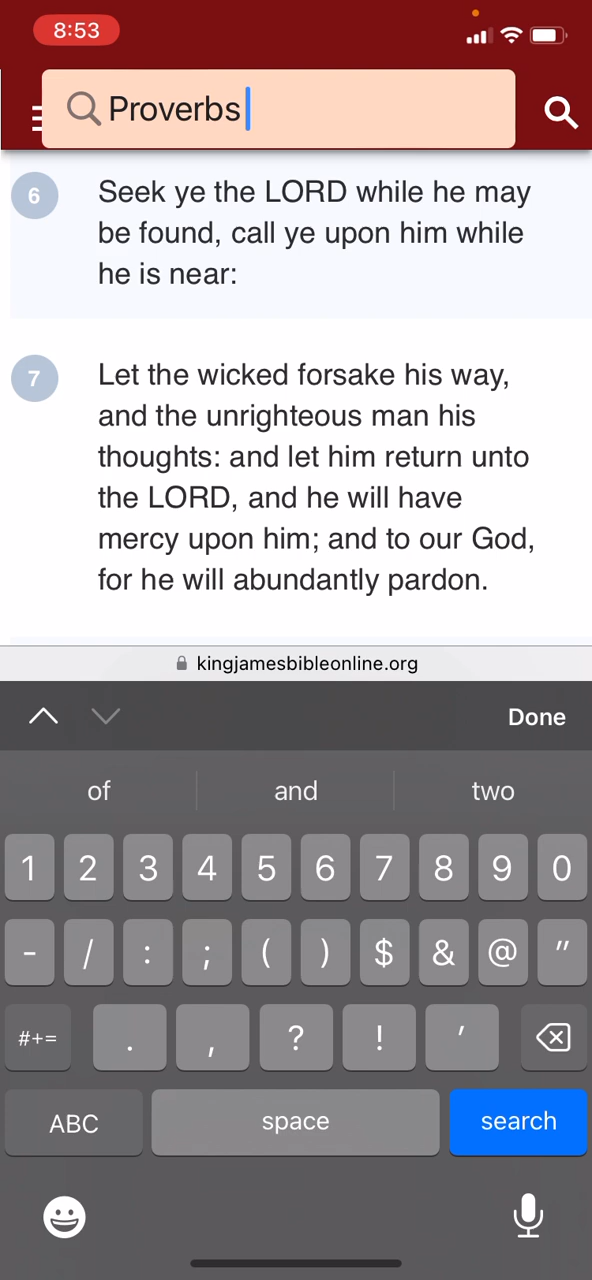 8:53
Proverbs
6
Seek ye the LORD while he may
be found, call ye upon him while
he is near:
7
Let the wicked forsake his way,
and the unrighteous man his
thoughts: and let him return unto
the LORD, and he will have
mercy upon him; and to our God,
for he will abundantly pardon.
kingjamesbibleonline.org
Done
of and two
1 2 3 4 5 6 7 8 9 0
- / : ; ( ) $ & @ "
#+= . , ? ! '
ABC space search